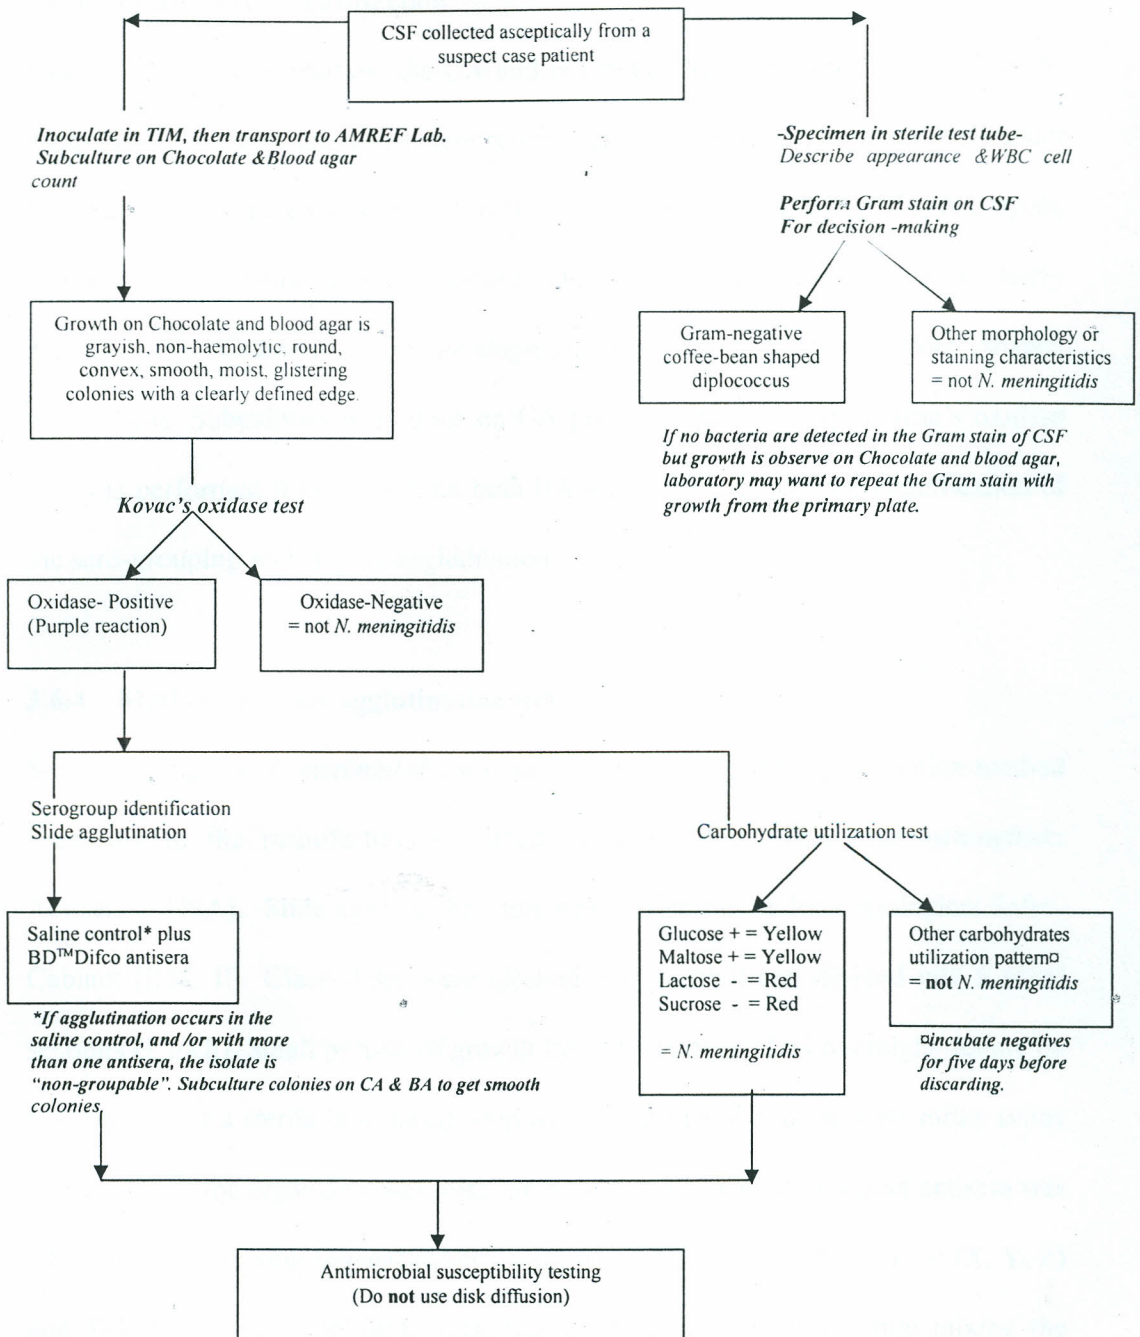 CSF collected asceptically from a
suspect case patient
Inoculate in TIM, then transport to AMREF Lab.
Subculture on Chocolate &Blood agar
count
-Specimen in sterile test tube-
Describe appearance &WBC cell
Perform Gram stain on CSF
For decision -making
Growth on Chocolate and blood agar is
grayish, non-haemolytic, round,
convex, smooth, moist, glistering
colonies with a clearly defined edge.
Gram-negative
coffee-bean shaped
diplococcus
Other morphology or
staining characteristics
= not N. meningitidis
If no bacteria are detected in the Gram stain of CSF
but growth is observe on Chocolate and blood agar,
laboratory may want to repeat the Gram stain with
growth from the primary plate.
Kovac's oxidase test
Oxidase- Positive
(Purple reaction)
Oxidase-Negative
= not N. meningitidis
Serogroup identification
Slide agglutination
Carbohydrate utilization test
Saline control* plus
BD™Difco antisera
*If agglutination occurs in the
saline control, and /or with more
than one antisera, the isolate is
"non-groupable". Subculture colonies on CA & BA to get smooth
colonies
Glucose + = Yellow
Maltose + = Yellow
Lactose - = Red
Sucrose - = Red
= N. meningitidis
Other carbohydrates
utilization pattern¤
= not N. meningitidis
¤incubate negatives
for five days before
discarding.
Antimicrobial susceptibility testing
(Do not use disk diffusion)